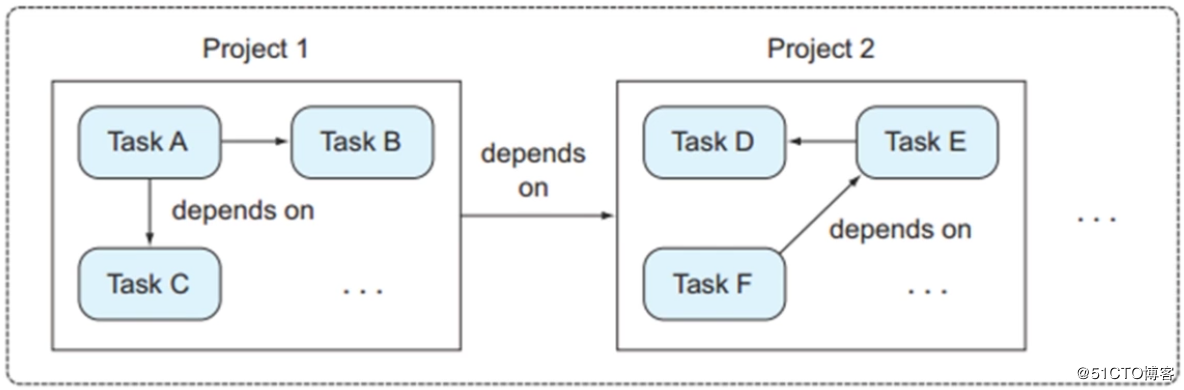 Project 1
Task A
Task B
depends on
Task C
. . .
depends
on
Project 2
Task D
Task E
depends on
Task F
. . .
. . .
@51CTO博客